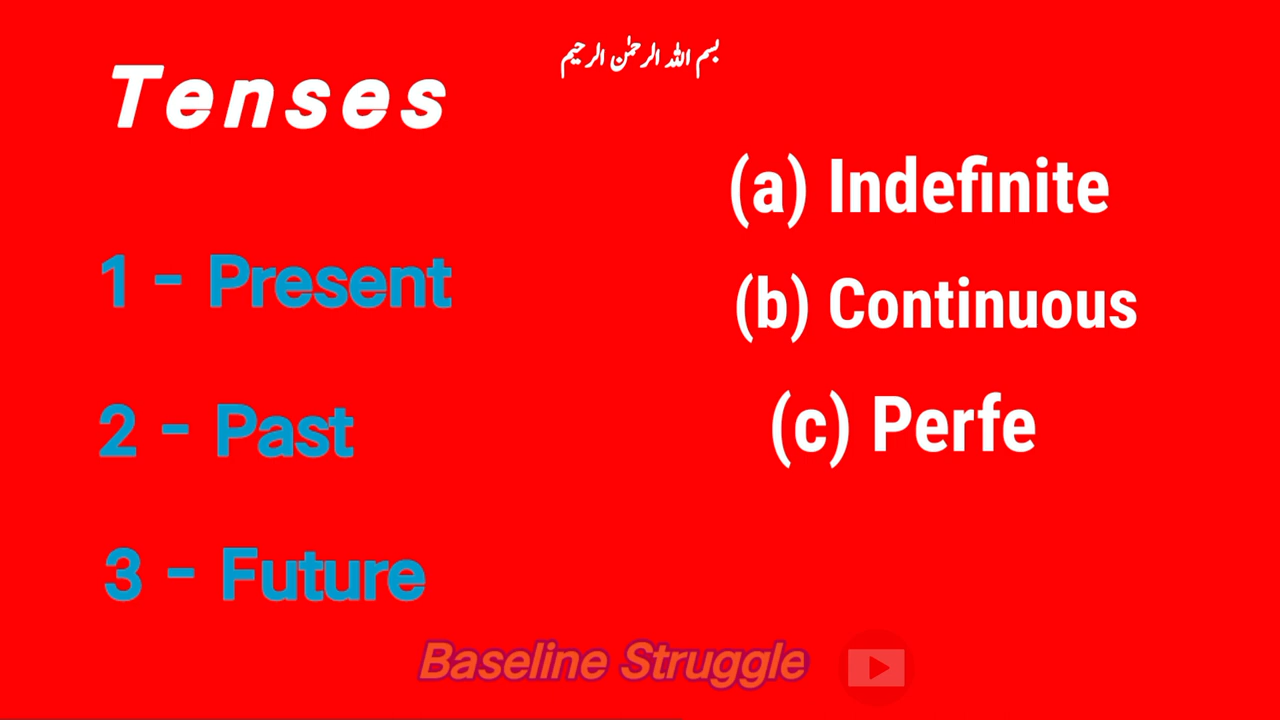 بسم اللہ الرحمٰن الرحیم
Tenses
1 - Present
2 - Past
3 - Future
(a) Indefinite
(b) Continuous
(c) Perfe
Baseline Struggle